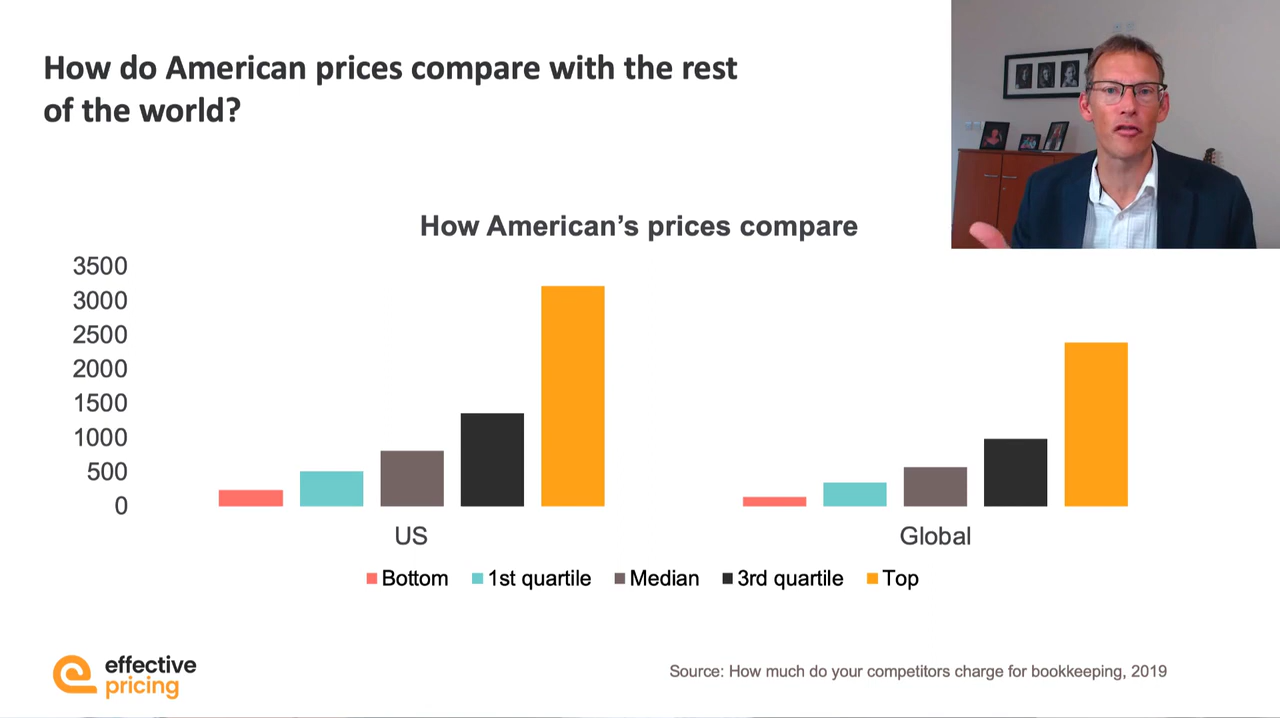 How do American prices compare with the rest
of the world?
How American’s prices compare
3500
3000
2500
2000
1500
1000
500
0
US
Global
Bottom 1st quartile Median 3rd quartile Top
effective
pricing
Source: How much do your competitors charge for bookkeeping, 2019